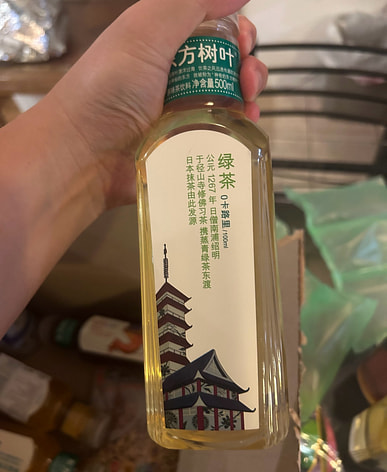 东方树叶
净含量500ml
绿茶
0卡路里/100ml
公元1267年日僧南浦绍明
于径山寺修佛习茶 携蒸青绿茶东渡
日本抹茶由此发源